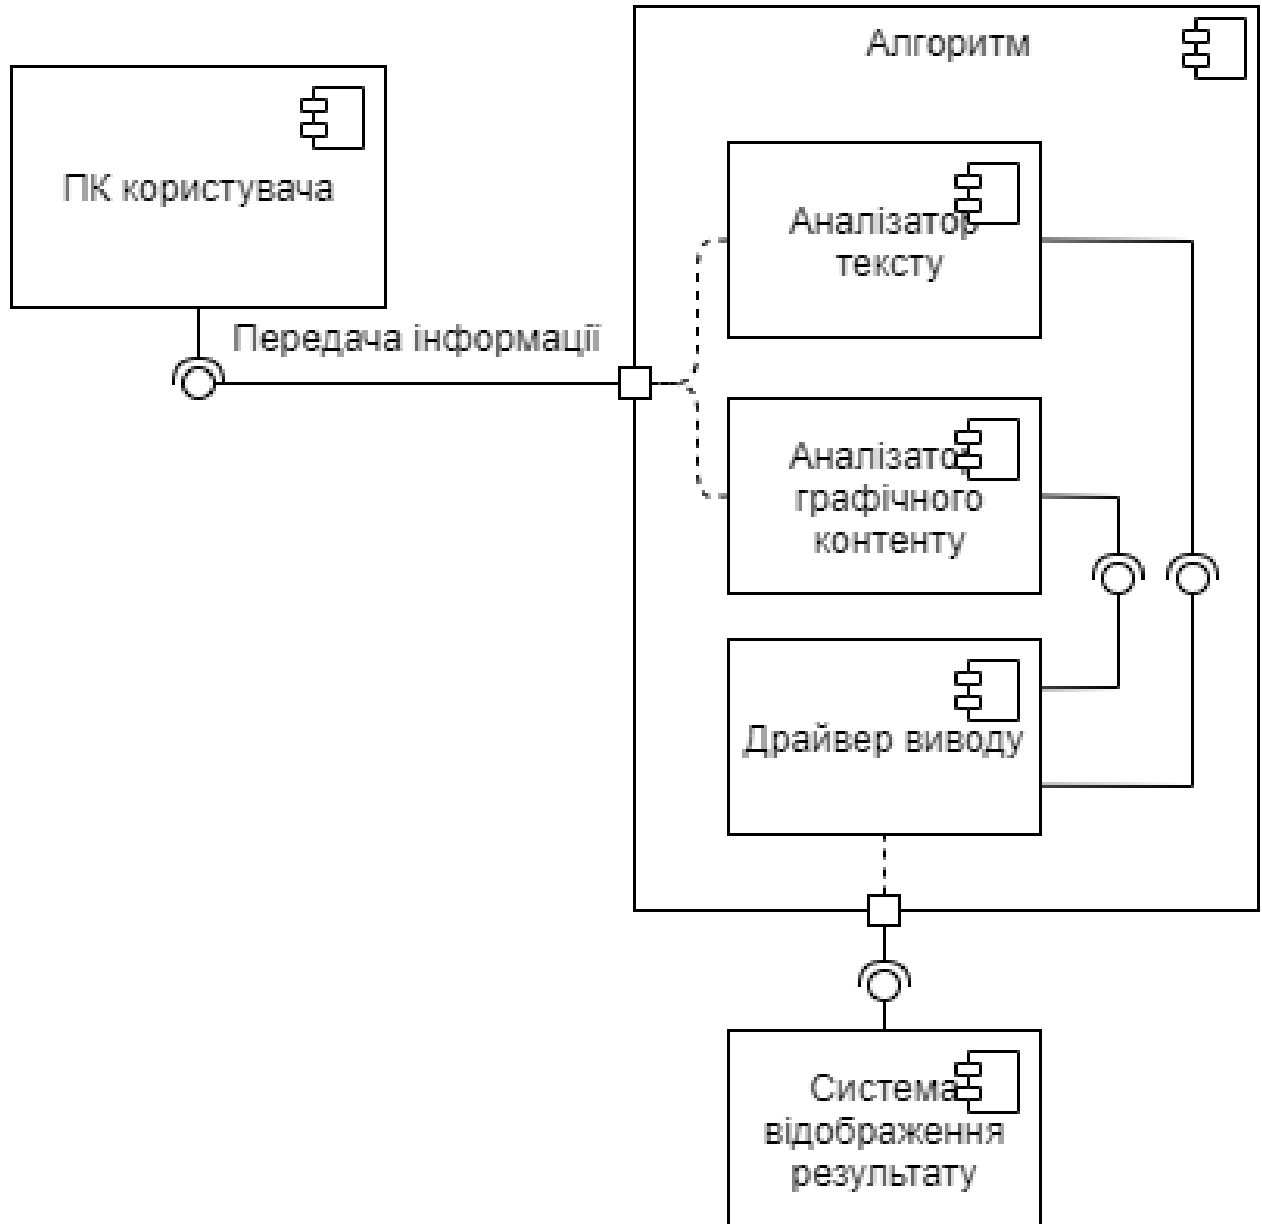 Алгоритм
ПК користувача
Аналізатор
тексту
Передача інформації
Аналізатор
графічного
контенту
Драйвер виводу
Система
відображення
результату